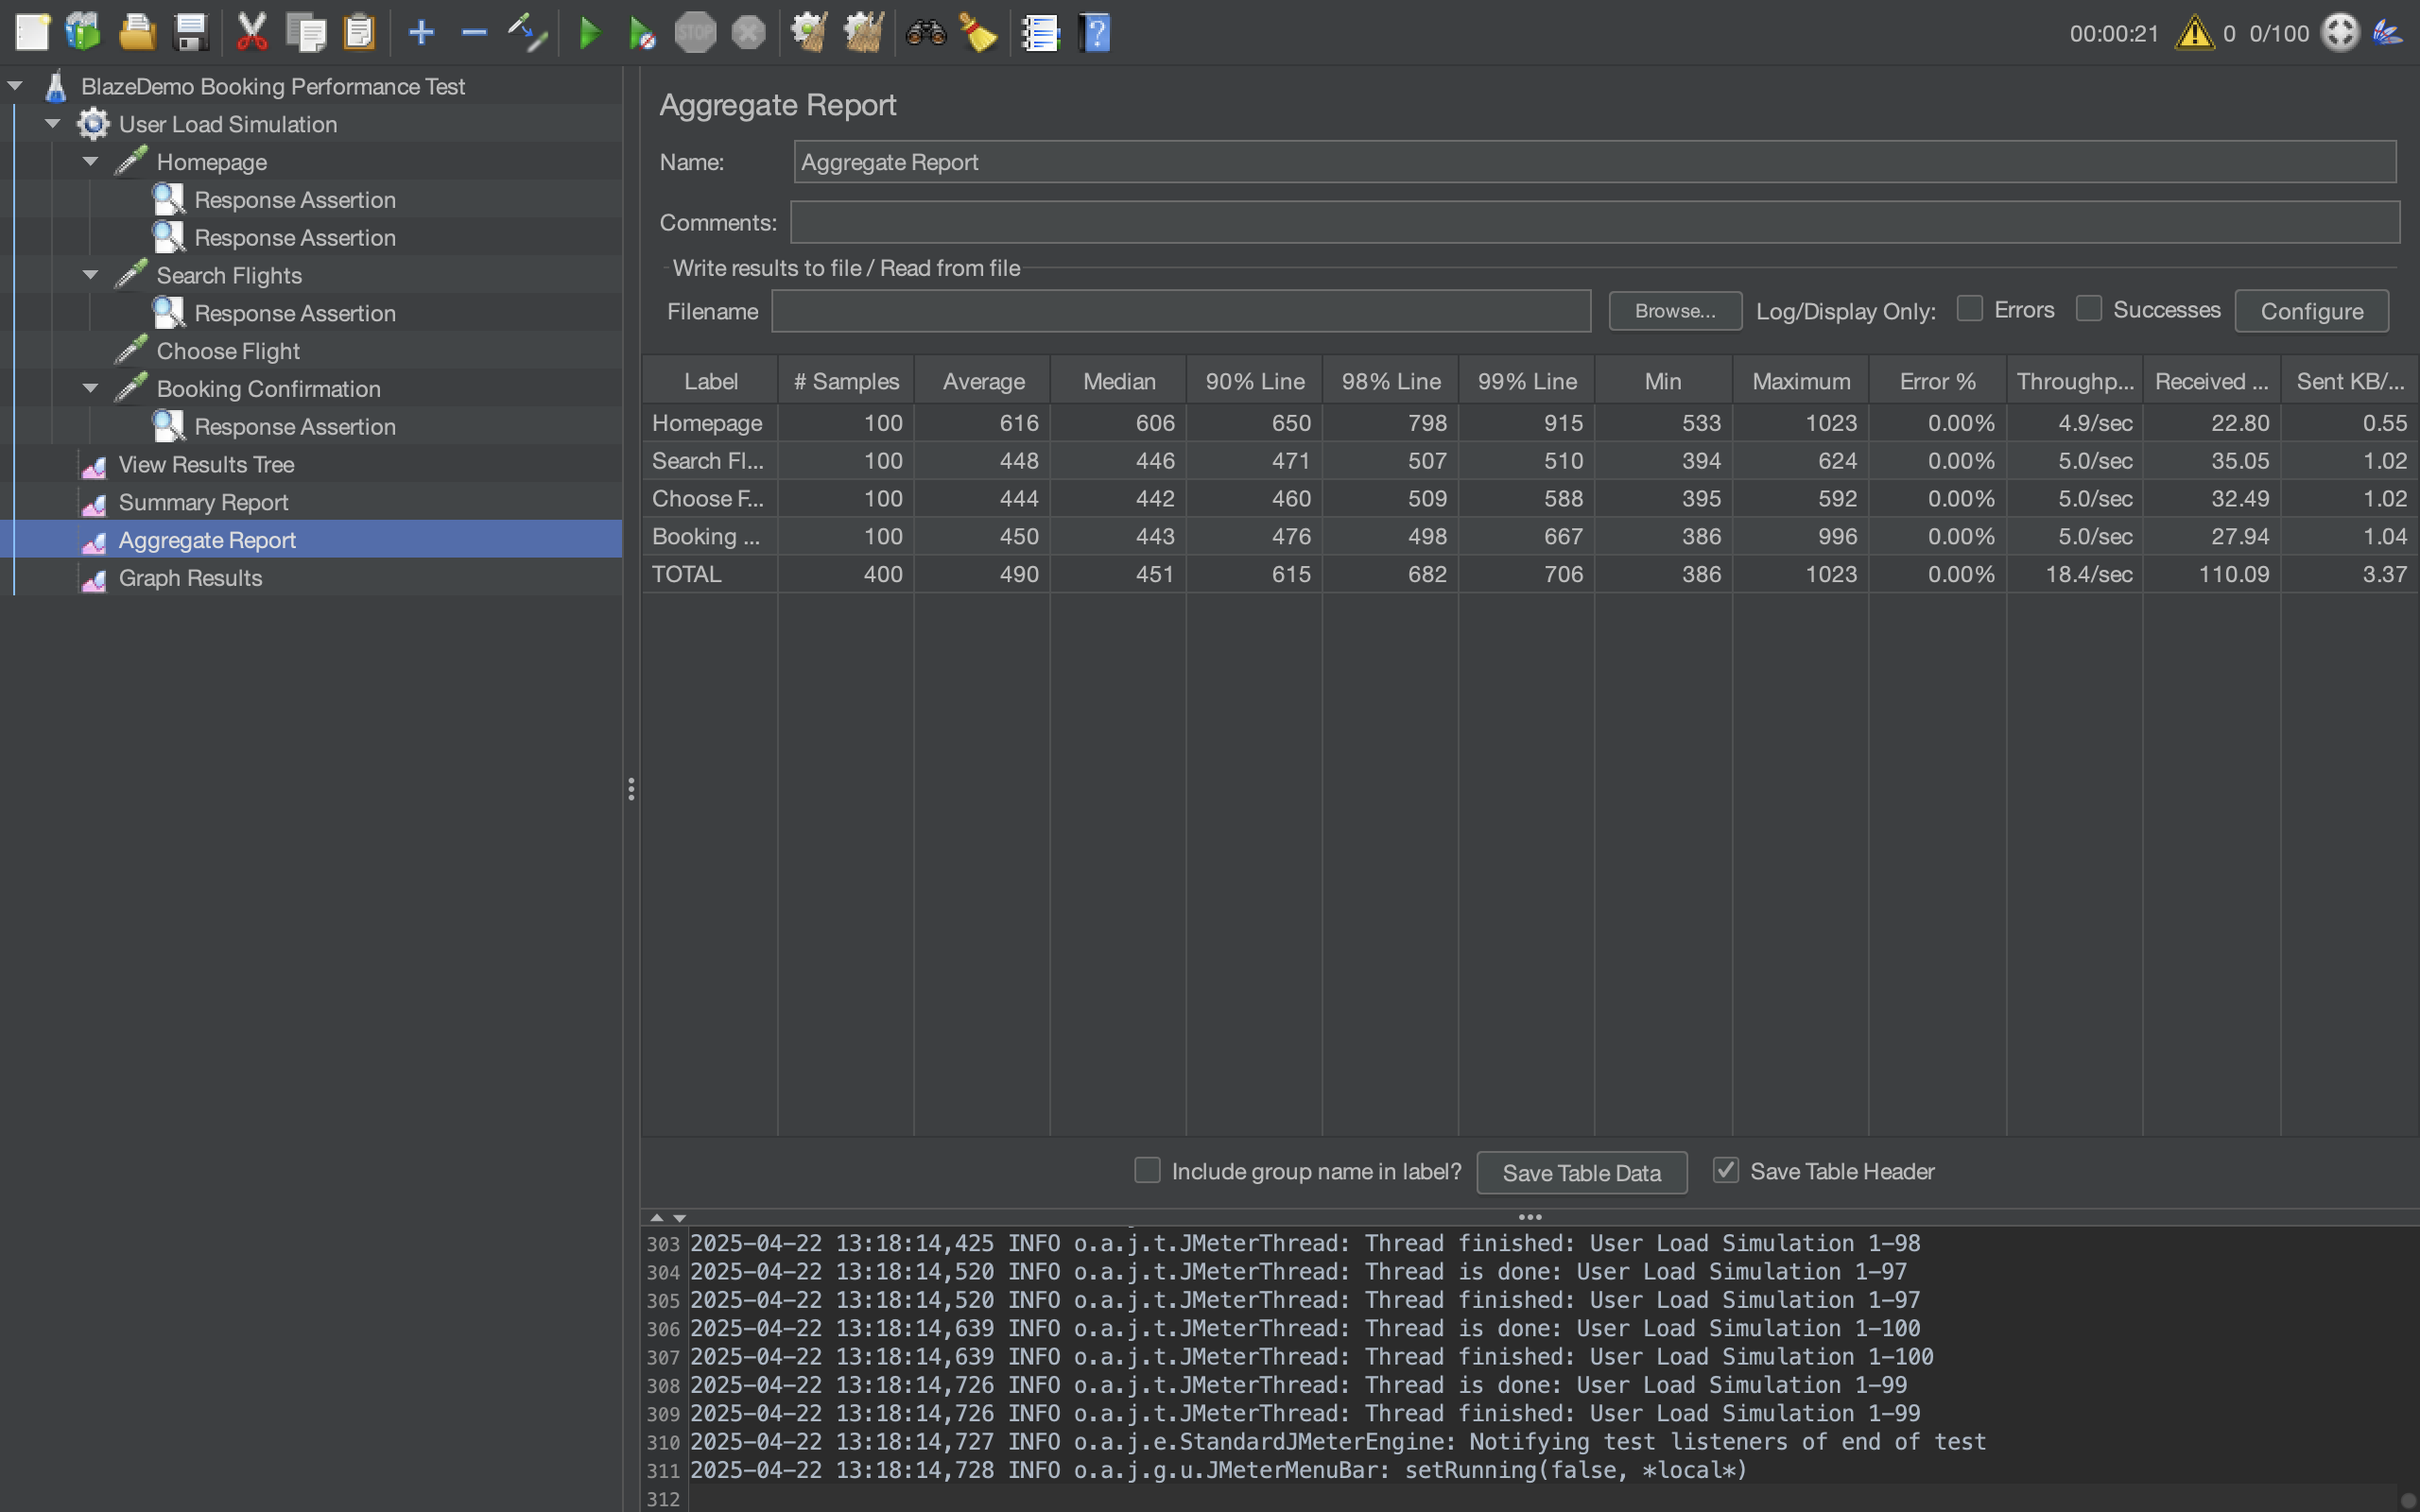 00:00:21 0 0/100
BlazeDemo Booking Performance Test
User Load Simulation
Homepage
Response Assertion
Response Assertion
Search Flights
Response Assertion
Choose Flight
Booking Confirmation
Response Assertion
View Results Tree
Summary Report
Aggregate Report
Graph Results
Aggregate Report
Name: Aggregate Report
Comments:
Write results to file / Read from file
Filename Browse... Log/Display Only: Errors Successes Configure
Label # Samples Average Median 90% Line 98% Line 99% Line Min Maximum Error % Throughp... Received ... Sent KB/...
Homepage 100 616 606 650 798 915 533 1023 0.00% 4.9/sec 22.80 0.55
Search Fl... 100 448 446 471 507 510 394 624 0.00% 5.0/sec 35.05 1.02
Choose F... 100 444 442 460 509 588 395 592 0.00% 5.0/sec 32.49 1.02
Booking ... 100 450 443 476 498 667 386 996 0.00% 5.0/sec 27.94 1.04
TOTAL 400 490 451 615 682 706 386 1023 0.00% 18.4/sec 110.09 3.37
Include group name in label? Save Table Data Save Table Header
303 2025-04-22 13:18:14,425 INFO o.a.j.t.JMeterThread: Thread finished: User Load Simulation 1-98
304 2025-04-22 13:18:14,520 INFO o.a.j.t.JMeterThread: Thread is done: User Load Simulation 1-97
305 2025-04-22 13:18:14,520 INFO o.a.j.t.JMeterThread: Thread finished: User Load Simulation 1-97
306 2025-04-22 13:18:14,639 INFO o.a.j.t.JMeterThread: Thread is done: User Load Simulation 1-100
307 2025-04-22 13:18:14,639 INFO o.a.j.t.JMeterThread: Thread finished: User Load Simulation 1-100
308 2025-04-22 13:18:14,726 INFO o.a.j.t.JMeterThread: Thread is done: User Load Simulation 1-99
309 2025-04-22 13:18:14,726 INFO o.a.j.t.JMeterThread: Thread finished: User Load Simulation 1-99
310 2025-04-22 13:18:14,727 INFO o.a.j.e.StandardJMeterEngine: Notifying test listeners of end of test
311 2025-04-22 13:18:14,728 INFO o.a.j.g.u.JMeterMenuBar: setRunning(false, *local*)
312